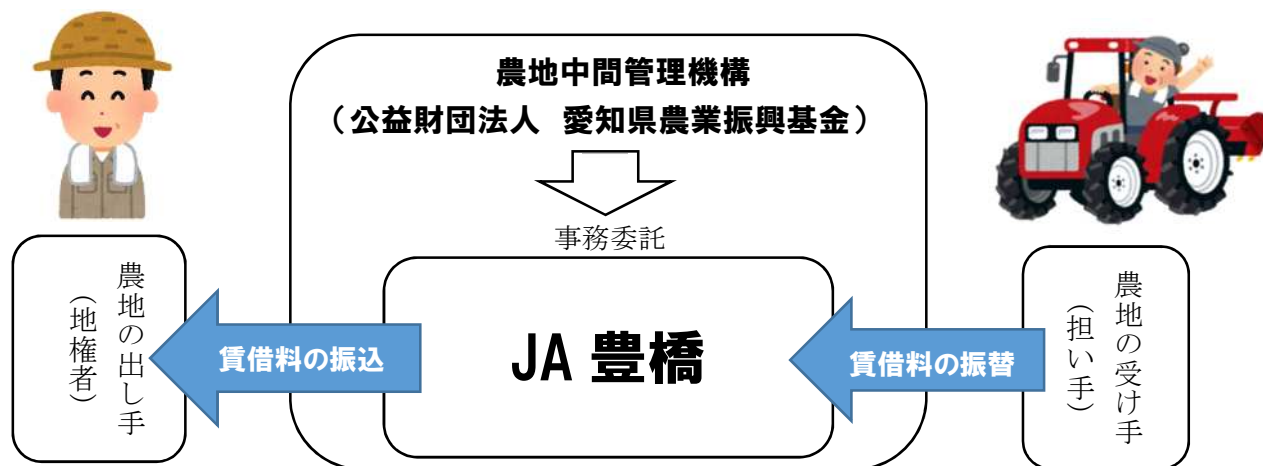 農地中間管理機構
（公益財団法人 愛知県農業振興基金）
事務委託
農地の出し手
（地権者）
賃借料の振込
JA 豊橋
賃借料の振替
農地の受け手
（担い手）